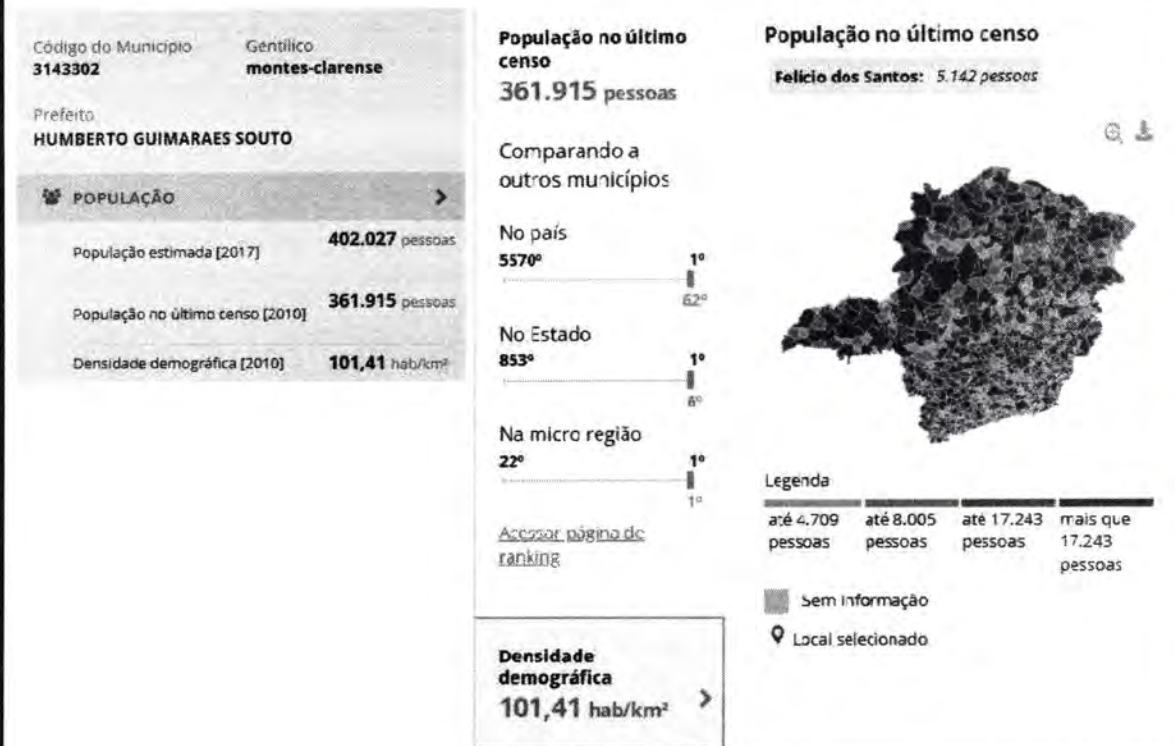 Código do Município Gentílico
3143302 montes-clarense
Prefeito
HUMBERTO GUIMARAES SOUTO
POPULAÇÃO
População estimada [2017] 402.027 pessoas
População no último censo [2010] 361.915 pessoas
Densidade demográfica [2010] 101,41 hab/km²
População no último
censo
361.915 pessoas
Comparando a
outros municípios
No país
5570º 1º
62º
No Estado
853º 1º
6º
Na micro região
22º 1º
1º
Acessar página de
ranking
Densidade
demográfica
101,41 hab/km²
População no último censo
Felício dos Santos: 5.142 pessoas
Legenda
até 4.709 até 8.005 até 17.243 mais que
pessoas pessoas pessoas 17.243
pessoas
Sem informação
Local selecionado